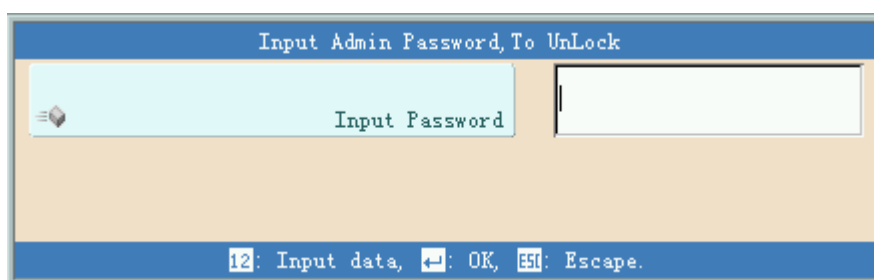 Input Admin Password,To UnLock
Input Password
12: Input data, ↵: OK, ESC: Escape.